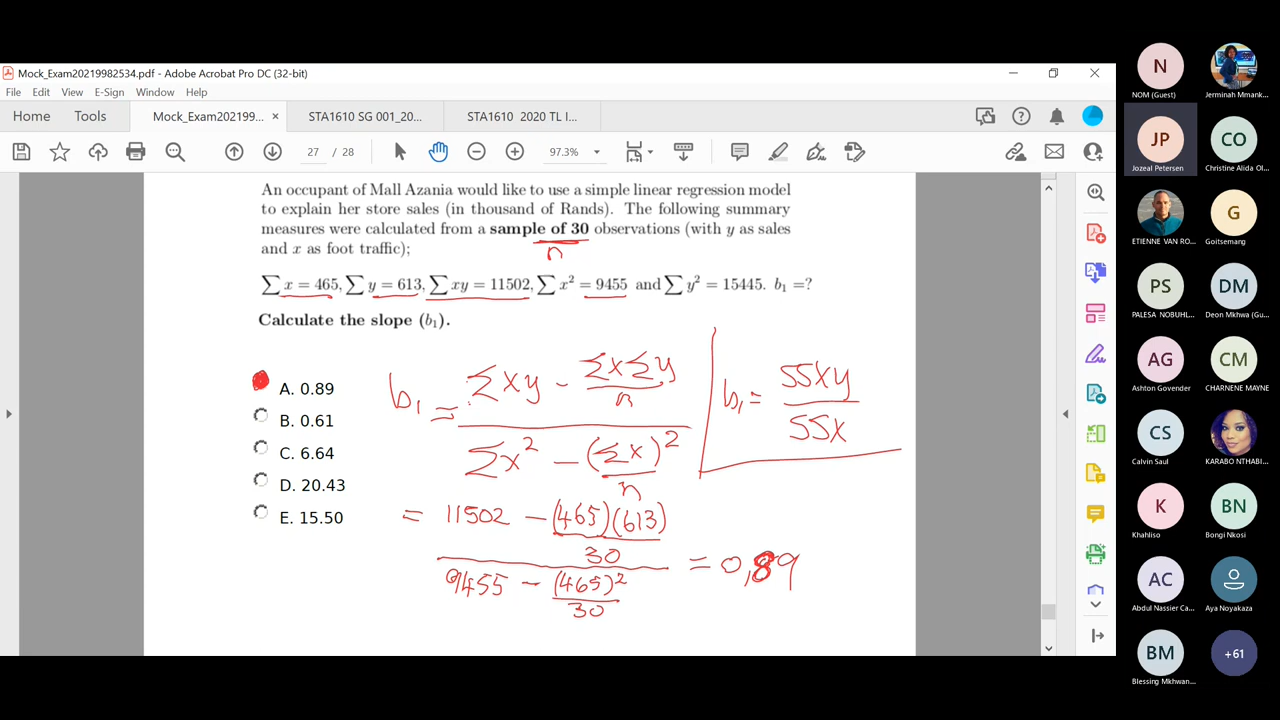 Mock_Exam20219982534.pdf - Adobe Acrobat Pro DC (32-bit)
File Edit View E-Sign Window Help
Home Tools Mock_Exam202199... × STA1610 SG 001_20... STA1610 2020 TL I...
27 / 28 97.3%
An occupant of Mall Azania would like to use a simple linear regression model
to explain her store sales (in thousand of Rands). The following summary
measures were calculated from a sample of 30 observations (with y as sales
and x as foot traffic);
n
∑ x = 465, ∑ y = 613, ∑ xy = 11502, ∑ x² = 9455 and ∑ y² = 15445. b₁ =?
Calculate the slope (b₁).
A. 0.89
B. 0.61
C. 6.64
D. 20.43
E. 15.50
b₁ = (∑xy - ∑x∑y/n) / (∑x² - (∑x)²/n)
b₁ = SSxy / SSx
= (11502 - (465)(613)/30) / (9455 - (465)²/30) = 0,89
N
NOM (Guest)
Jerminah Mmank...
JP
Jozeal Petersen
CO
Christine Alida Ol...
ETIENNE VAN RO...
G
Goitsemang
PS
PALESA NOBUHL...
DM
Deon Mkhwa (Gu...
AG
Ashton Govender
CM
CHARNENE MAYNE
CS
Calvin Saul
KARABO NTHABI...
K
Khahliso
BN
Bongi Nkosi
AC
Abdul Nassier Ca...
Aya Noyakaza
BM
Blessing Mkhwan...
+61